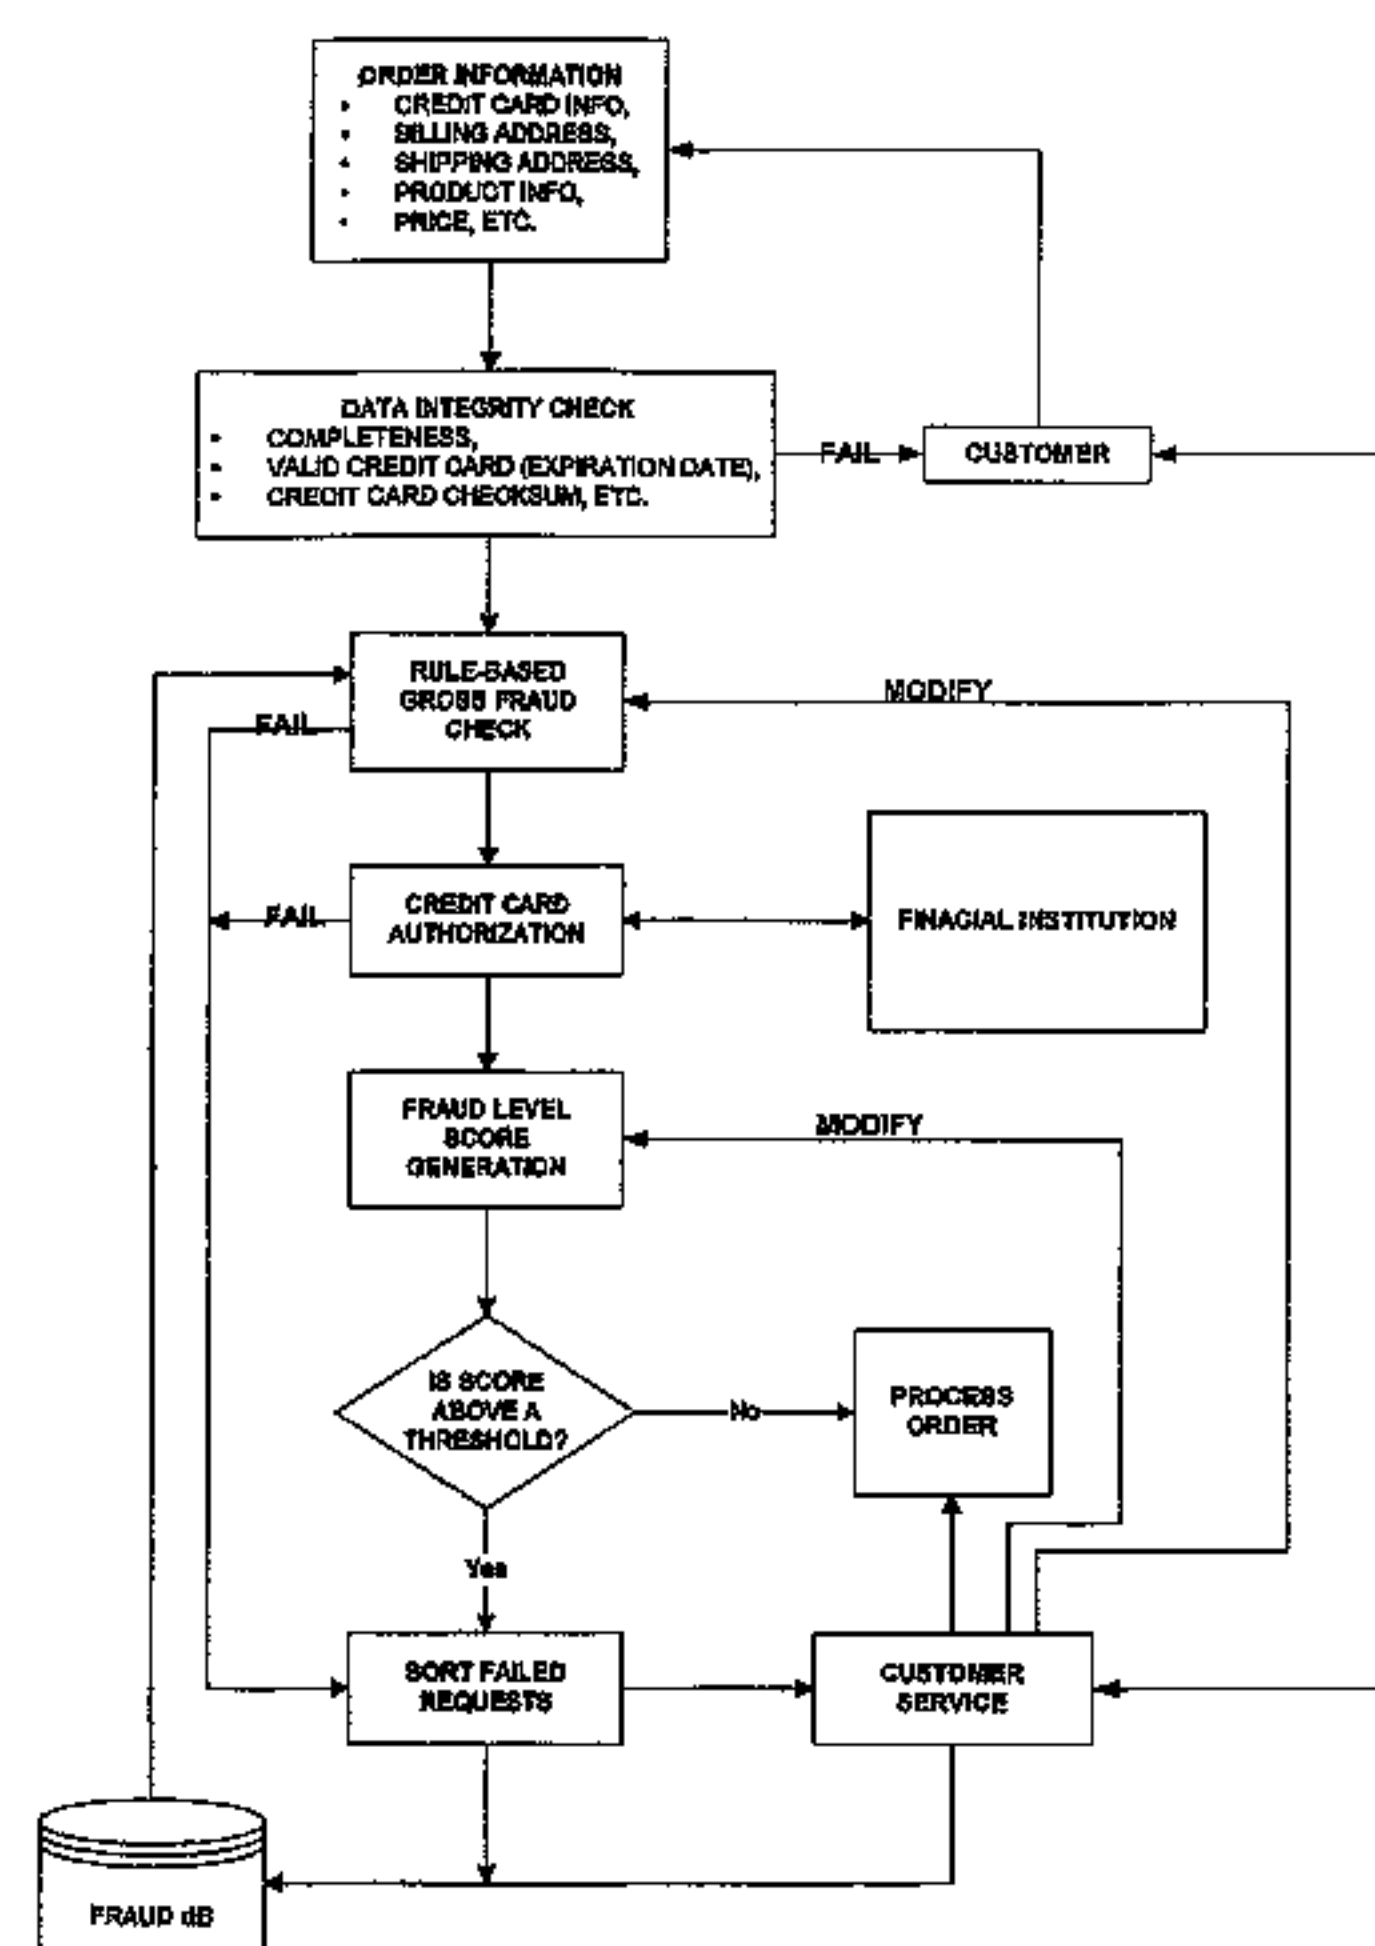 ORDER INFORMATION
• CREDIT CARD INFO,
• BILLING ADDRESS,
• SHIPPING ADDRESS,
• PRODUCT INFO,
• PRICE, ETC.
DATA INTEGRITY CHECK
• COMPLETENESS,
• VALID CREDIT CARD (EXPIRATION DATE),
• CREDIT CARD CHECKSUM, ETC.
FAIL
CUSTOMER
RULE-BASED
GROSS FRAUD
CHECK
MODIFY
FAIL
CREDIT CARD
AUTHORIZATION
FAIL
FINACIAL INSTITUTION
FRAUD LEVEL
SCORE
GENERATION
MODIFY
IS SCORE
ABOVE A
THRESHOLD?
No
PROCESS
ORDER
Yes
SORT FAILED
REQUESTS
CUSTOMER
SERVICE
FRAUD dB